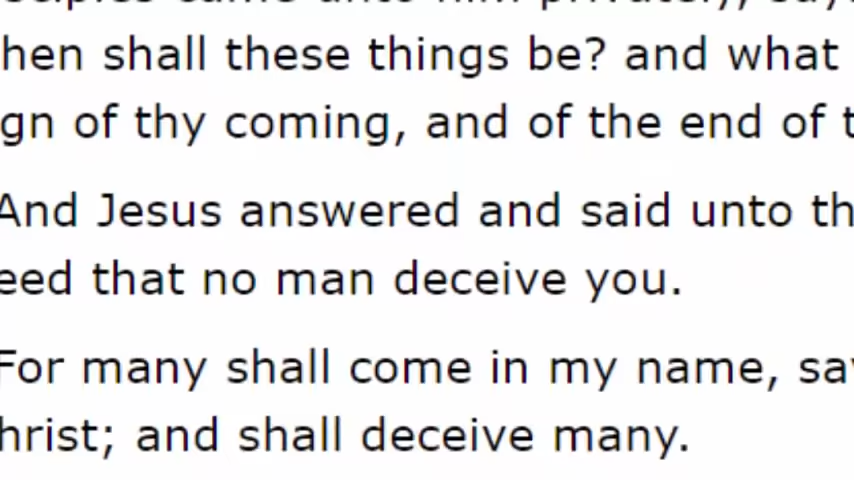 hen shall these things be? and what
gn of thy coming, and of the end of t
And Jesus answered and said unto th
eed that no man deceive you.
For many shall come in my name, sa
hrist; and shall deceive many.